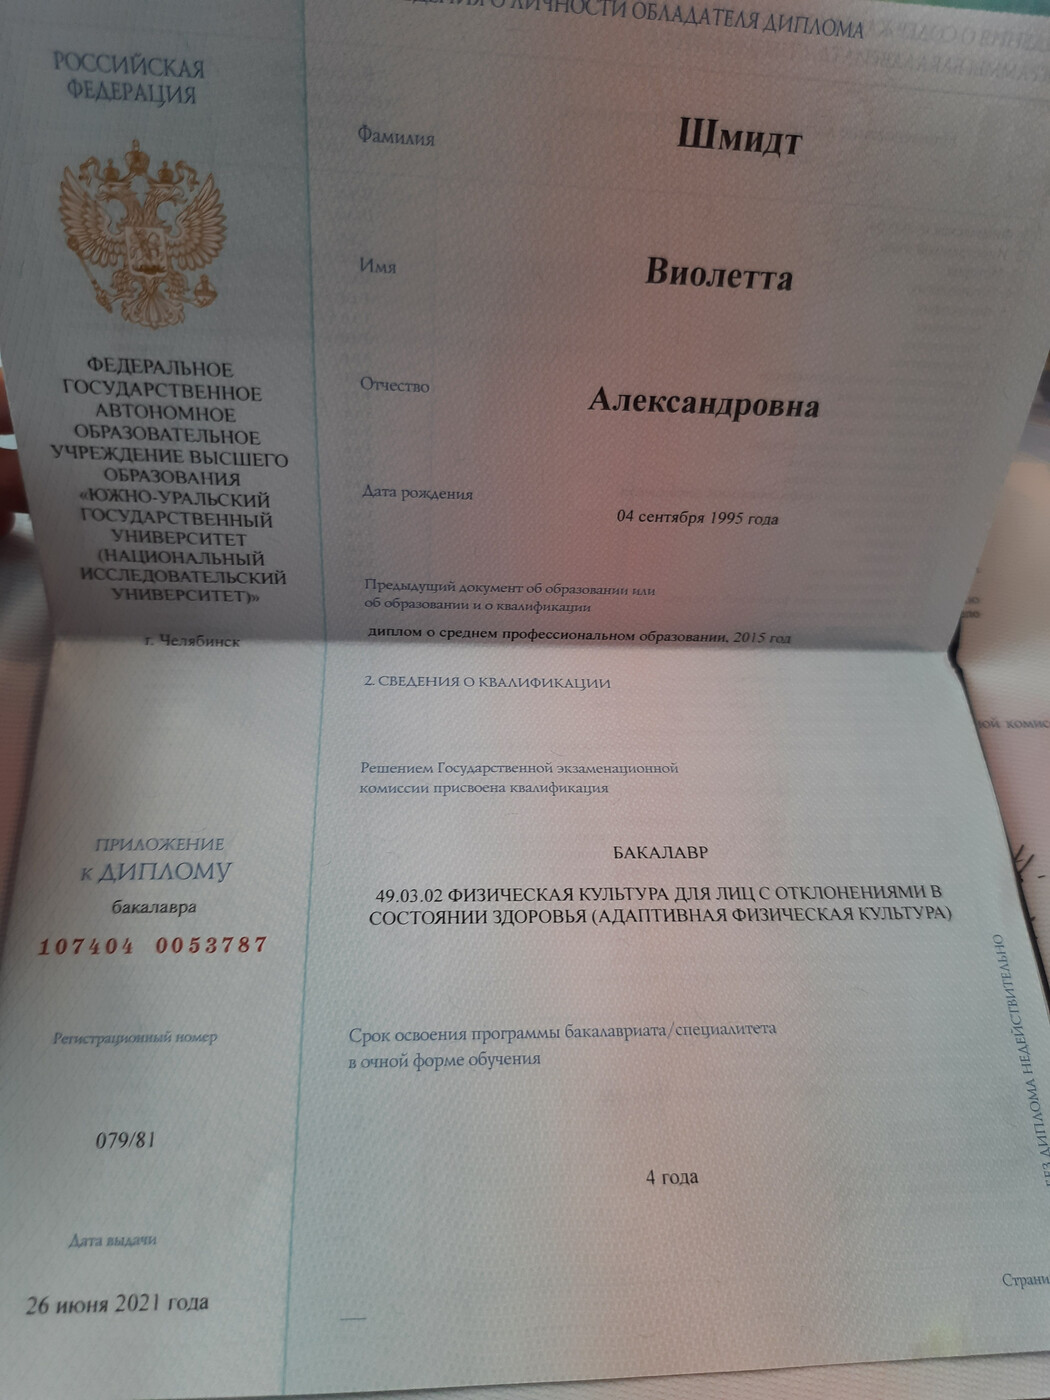 РОССИЙСКАЯ
ФЕДЕРАЦИЯ
ФЕДЕРАЛЬНОЕ
ГОСУДАРСТВЕННОЕ
АВТОНОМНОЕ
ОБРАЗОВАТЕЛЬНОЕ
УЧРЕЖДЕНИЕ ВЫСШЕГО
ОБРАЗОВАНИЯ
«ЮЖНО-УРАЛЬСКИЙ
ГОСУДАРСТВЕННЫЙ
УНИВЕРСИТЕТ
(НАЦИОНАЛЬНЫЙ
ИССЛЕДОВАТЕЛЬСКИЙ
УНИВЕРСИТЕТ)»
г. Челябинск
ПРИЛОЖЕНИЕ
к ДИПЛОМУ
бакалавра
107404 0053787
Регистрационный номер
079/81
Дата выдачи
26 июня 2021 года
О ЛИЧНОСТИ ОБЛАДАТЕЛЯ ДИПЛОМА
Фамилия
Шмидт
Имя
Виолетта
Отчество
Александровна
Дата рождения
04 сентября 1995 года
Предыдущий документ об образовании или
об образовании и о квалификации
диплом о среднем профессиональном образовании, 2015 год
2. СВЕДЕНИЯ О КВАЛИФИКАЦИИ
Решением Государственной экзаменационной
комиссии присвоена квалификация
БАКАЛАВР
49.03.02 ФИЗИЧЕСКАЯ КУЛЬТУРА ДЛЯ ЛИЦ С ОТКЛОНЕНИЯМИ В
СОСТОЯНИИ ЗДОРОВЬЯ (АДАПТИВНАЯ ФИЗИЧЕСКАЯ КУЛЬТУРА)
Срок освоения программы бакалавриата/специалитета
в очной форме обучения
4 года
ДИПЛОМА НЕДЕЙСТВИТЕЛЬНО
Страни